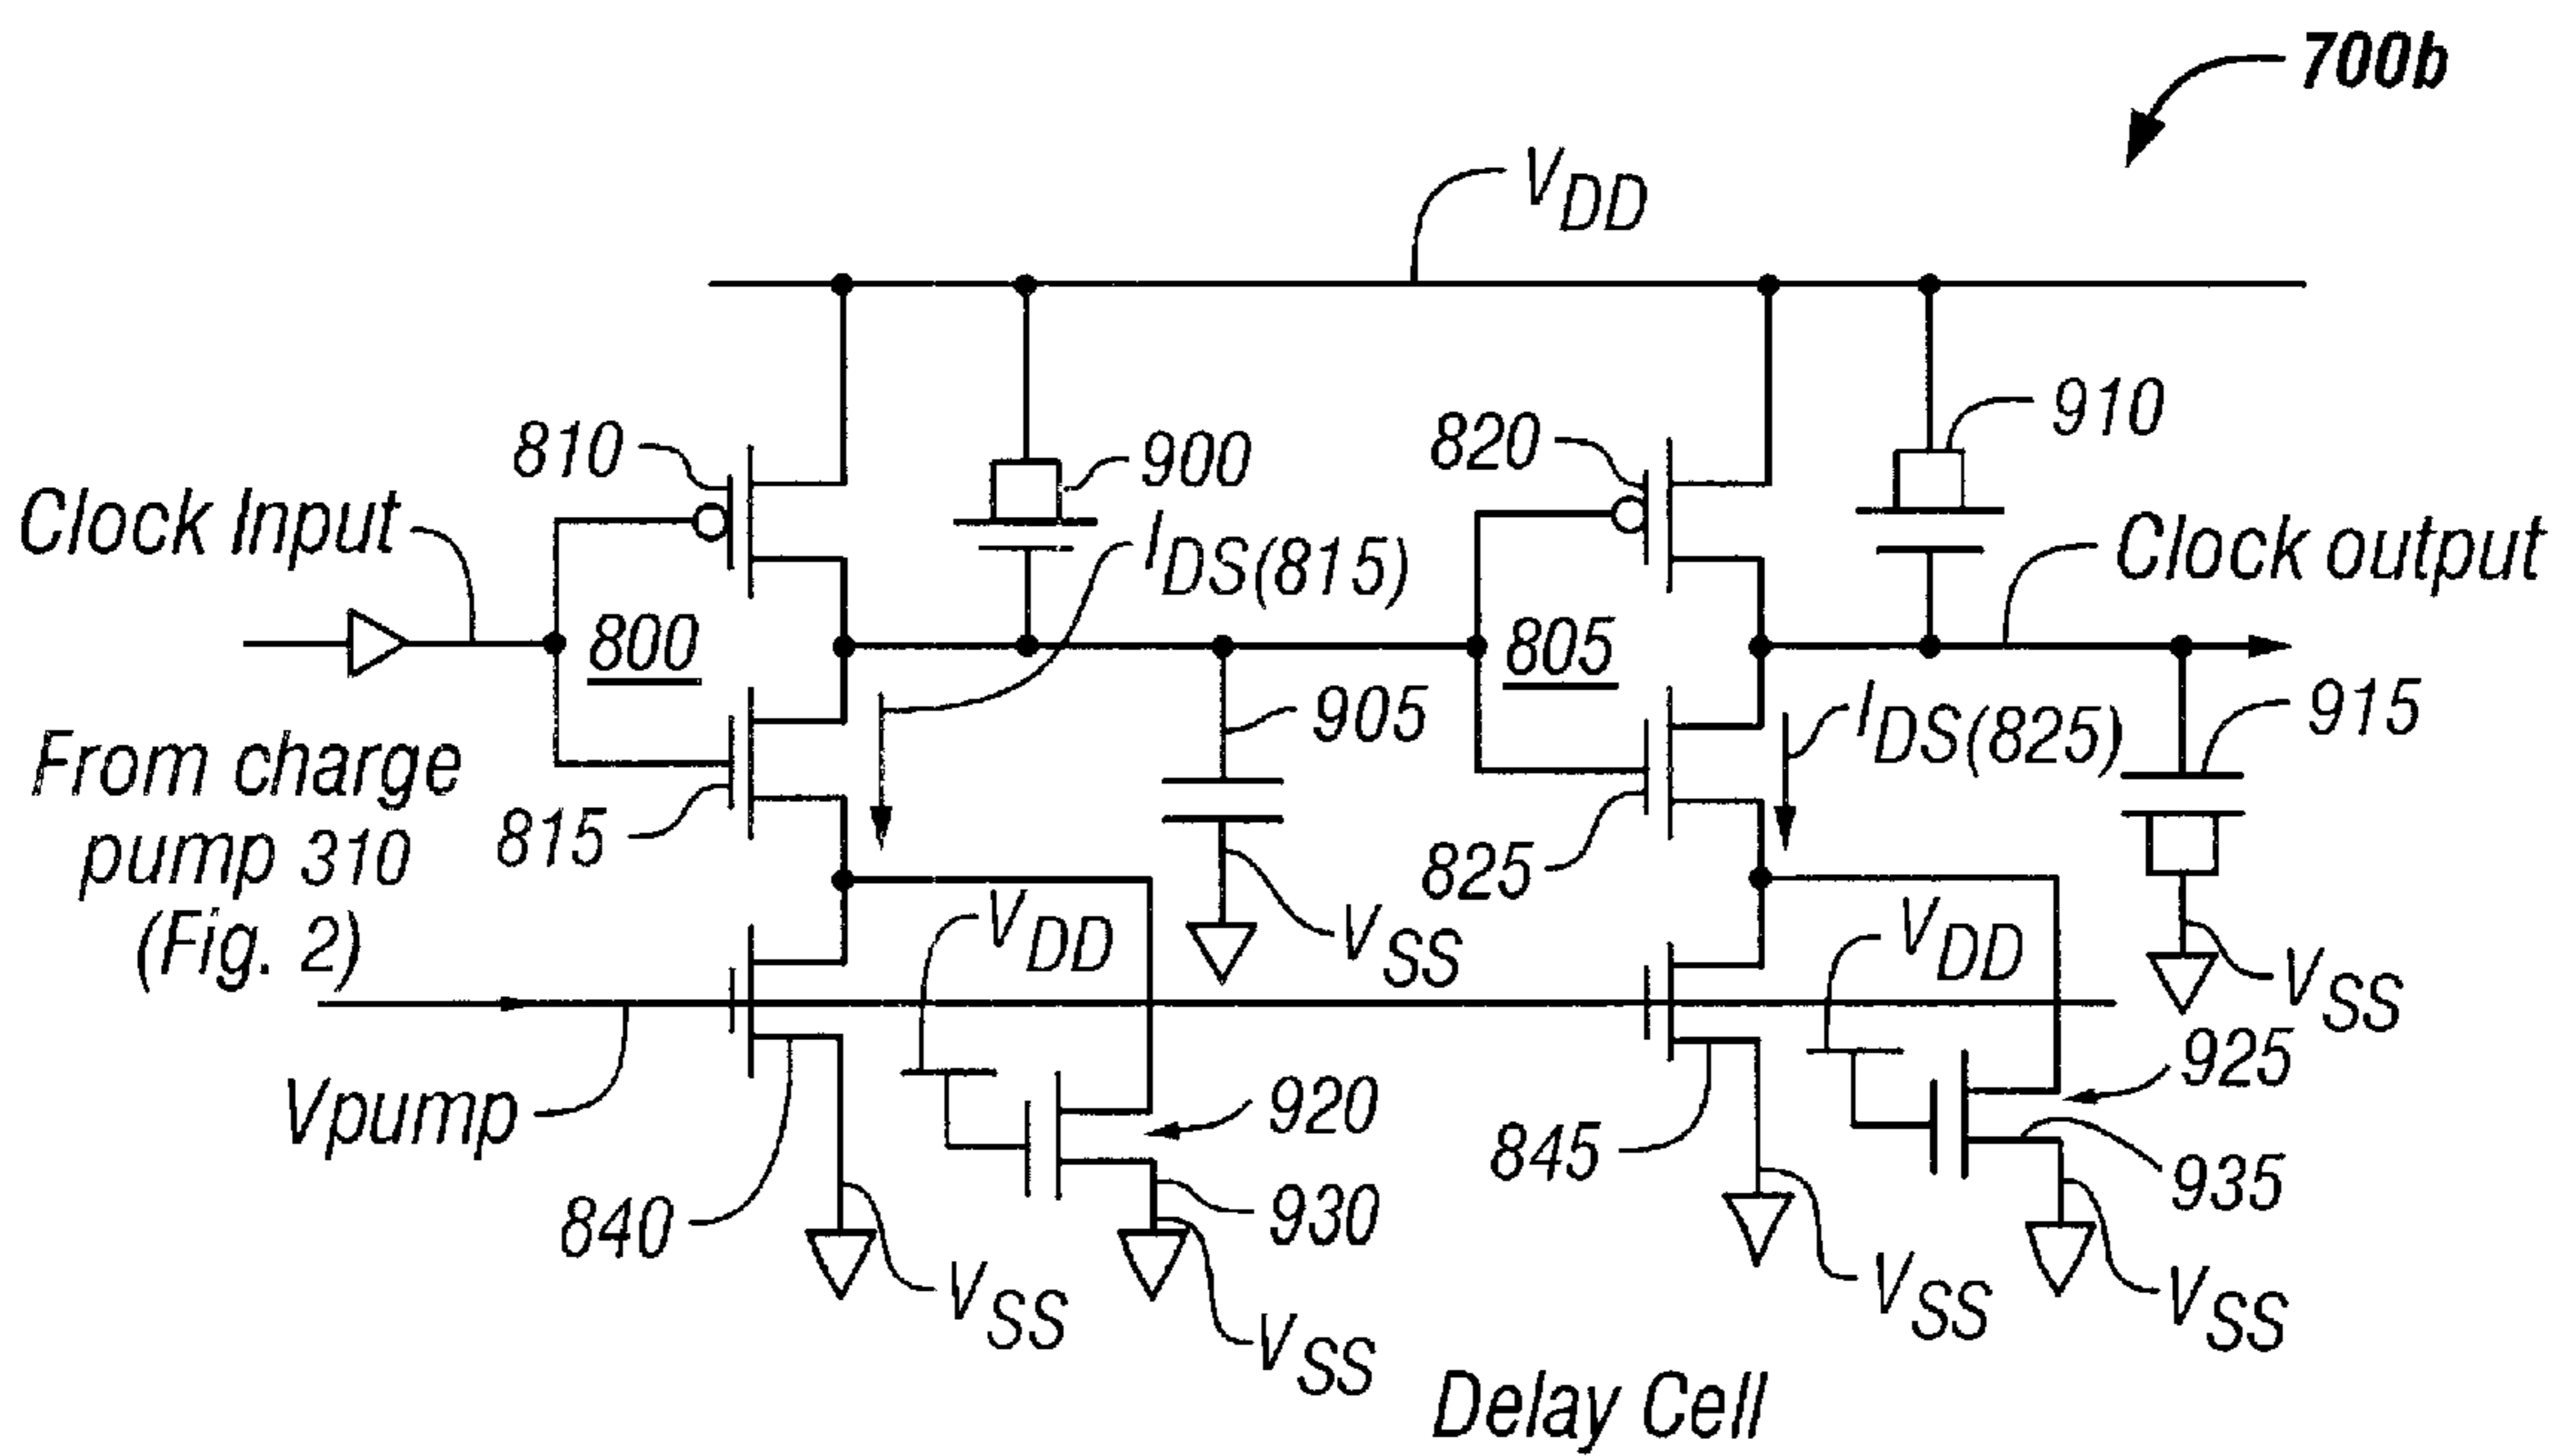 700b
VDD
910
820
810
900
Clock Input
IDS(815)
Clock output
800
805
905
915
IDS(825)
From charge
pump 310
(Fig. 2)
815
825
VDD
VSS
VDD
VSS
Vpump
920
925
845
935
840
930
VSS
VSS
VSS
VSS
Delay Cell